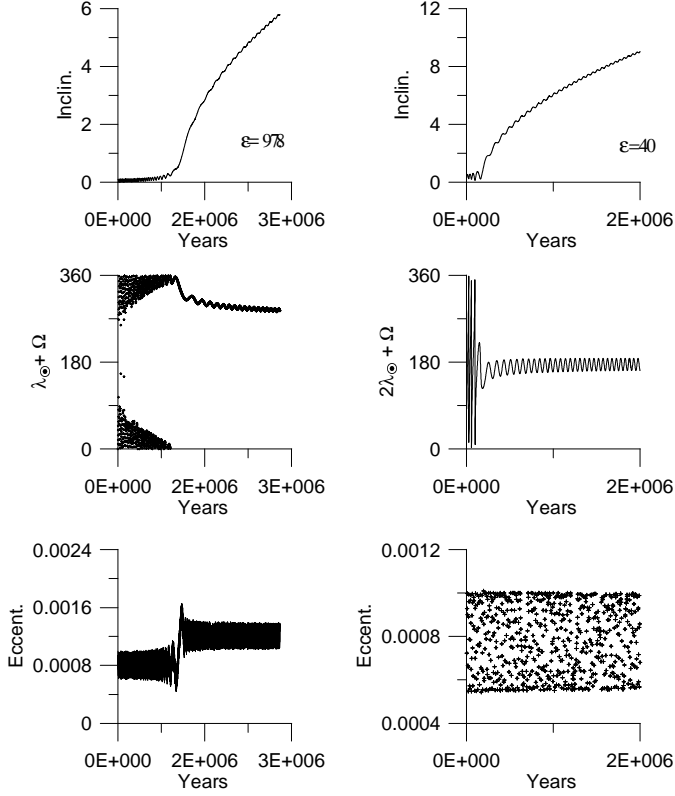 6
4
2
0
Inclin.
ε= 97.8
0E+000 2E+006 3E+006
Years
12
8
4
0
Inclin.
ε=40
0E+000 2E+006
Years
360
180
0
λ⊙ + Ω
0E+000 2E+006 3E+006
Years
360
180
0
2λ⊙ + Ω
0E+000 2E+006
Years
0.0024
0.0016
0.0008
0
Eccent.
0E+000 2E+006 3E+006
Years
0.0012
0.0008
0.0004
Eccent.
0E+000 2E+006
Years